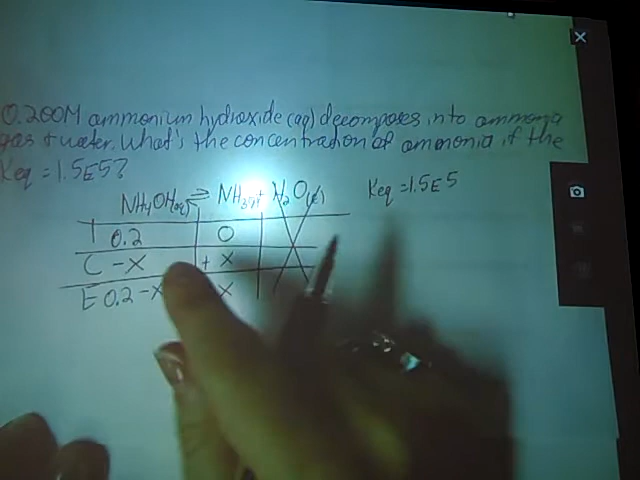 0.200M ammonium hydroxide (aq) decomposes into ammonia
gas + water. What's the concentration of ammonia if the
Keq = 1.5E5?
NH4OH(aq) ⇌ NH3(g) + H2O(l) Keq = 1.5E5
I 0.2 0
C -x +x
E 0.2-x x